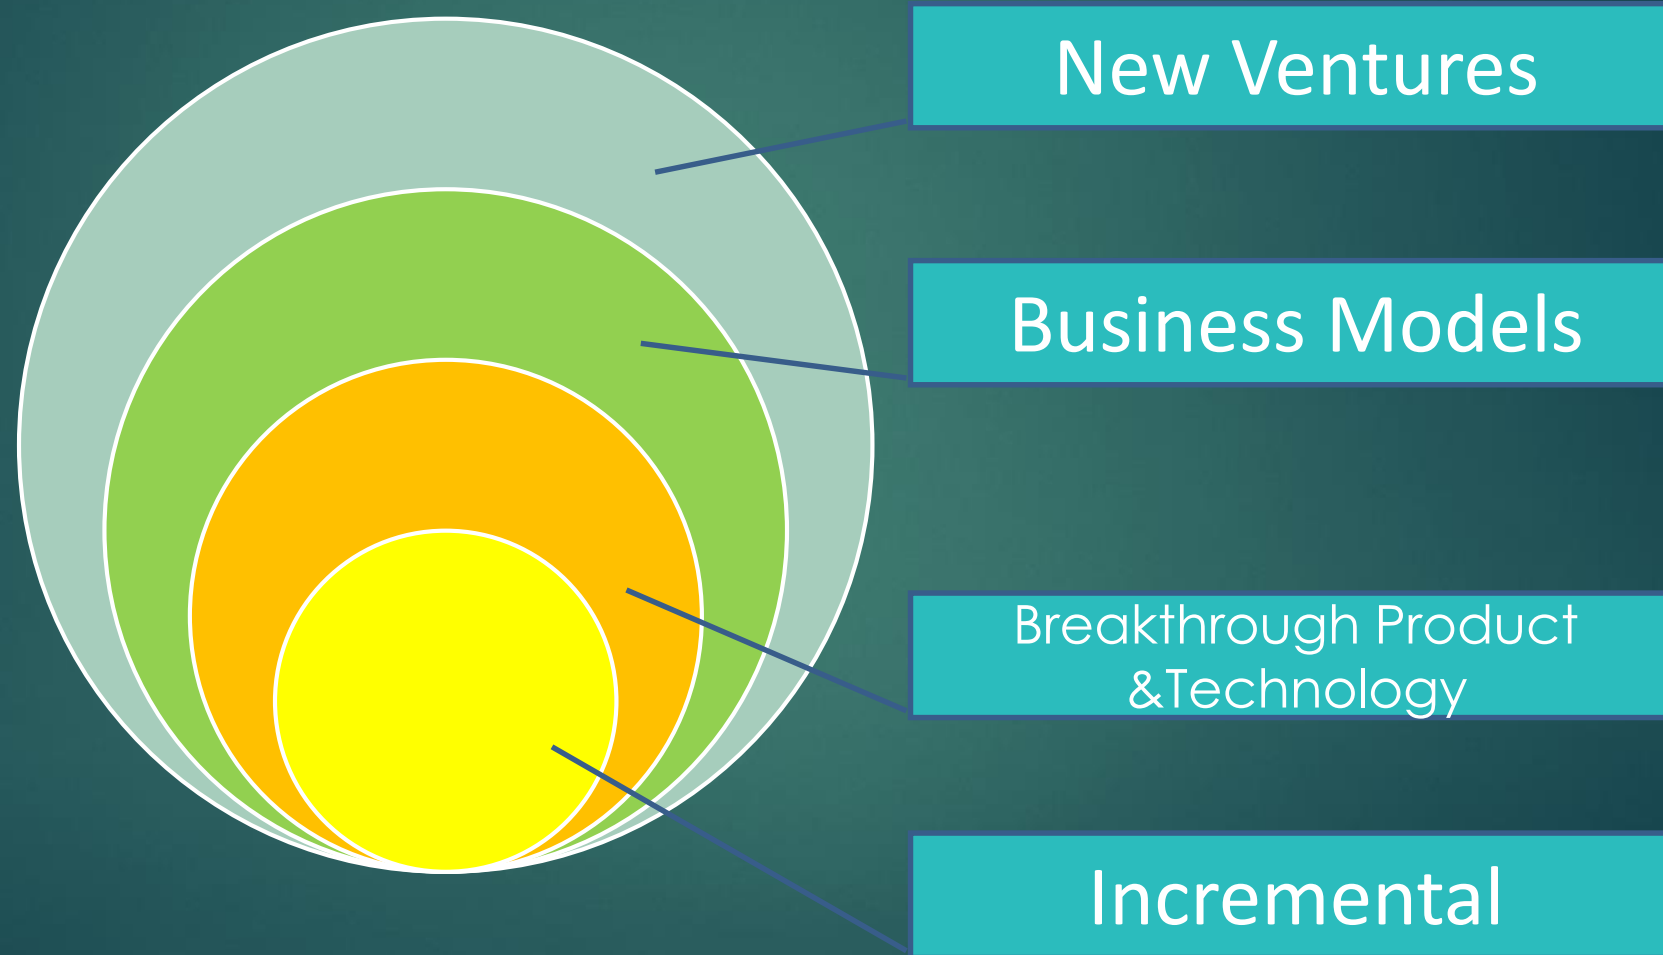 New Ventures
Business Models
Breakthrough Product
&Technology
Incremental